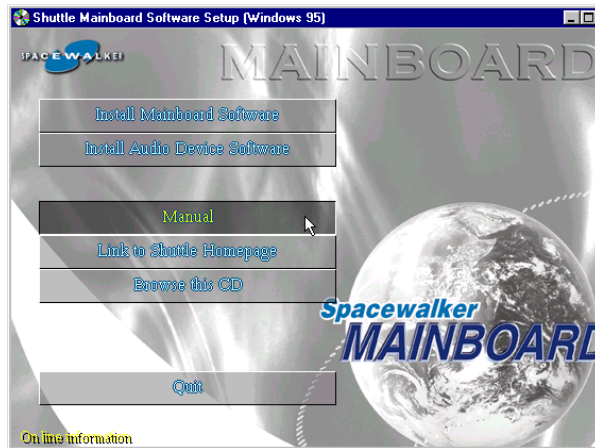 Shuttle Mainboard Software Setup (Windows 95)
SPACEWALKER
MAINBOARD
Install Mainboard Software
Install Audio Device Software
Manual
Link to Shuttle Homepage
Browse this CD
Spacewalker
MAINBOARD
Quit
On line information